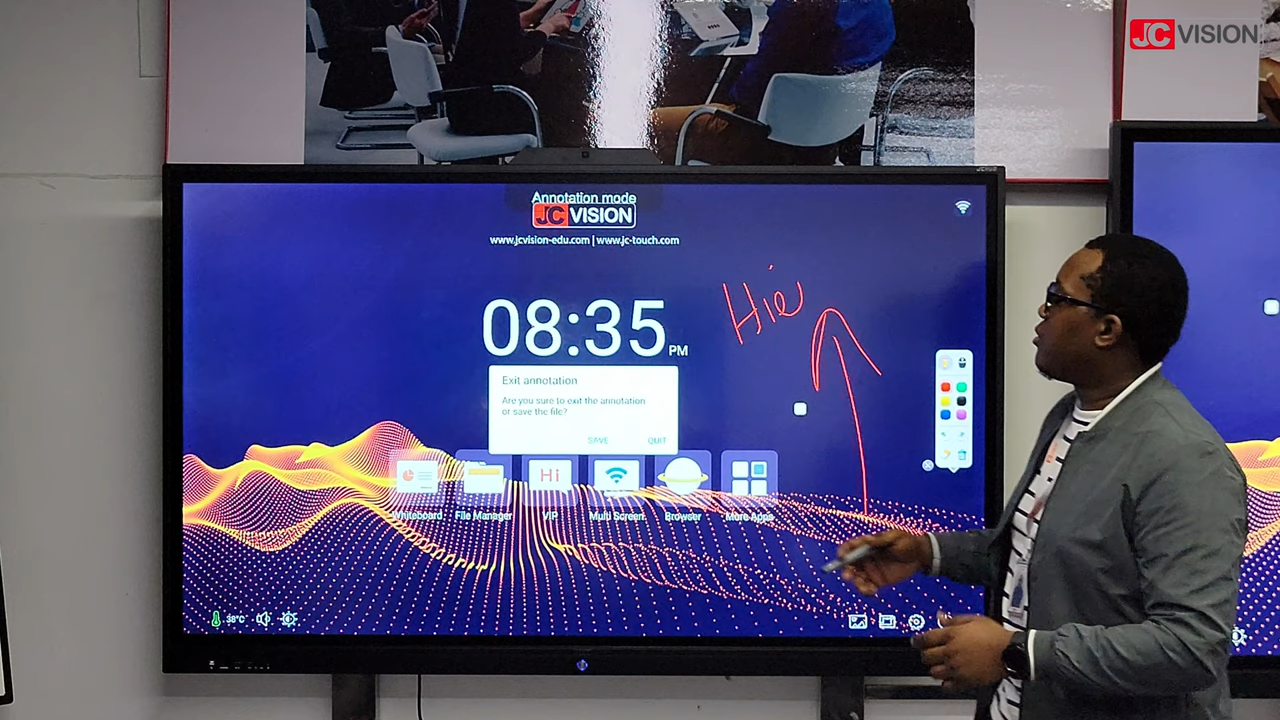 JC VISION
Annotation mode
JC VISION
www.jcvision-edu.com | www.jc-touch.com
Hie
08:35 PM
Exit annotation
Are you sure to exit the annotation
or save the file?
SAVE QUIT
Hi
Whiteboard File Manager VIP Multi Screen Browser More Apps
38°C